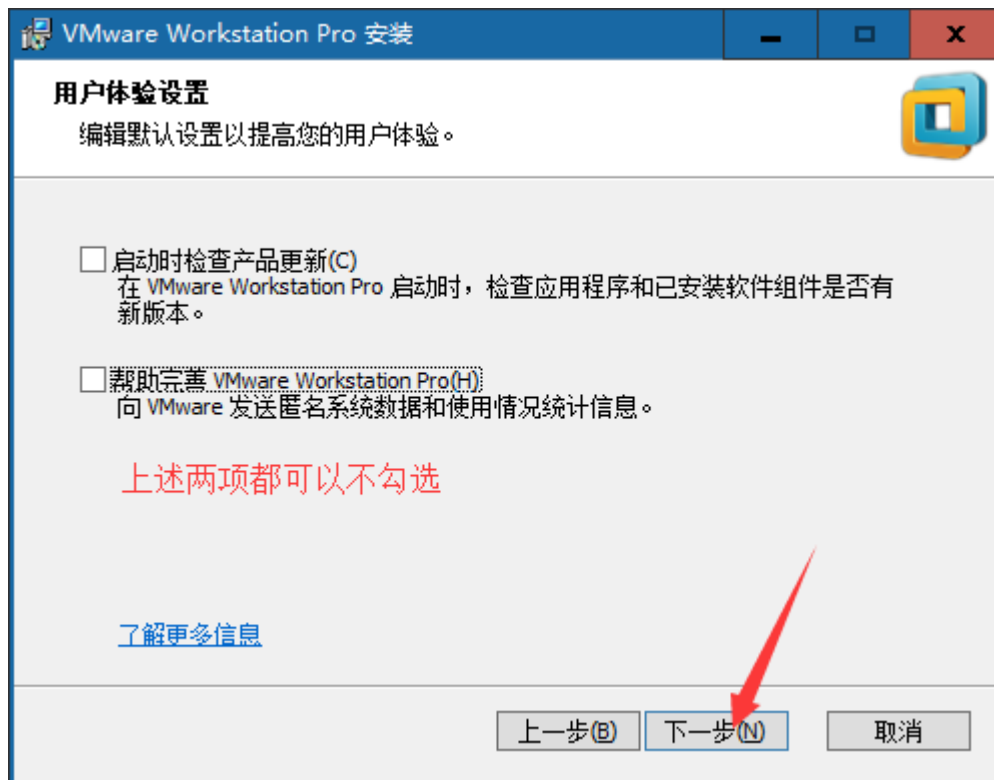 VMware Workstation Pro 安装
用户体验设置
编辑默认设置以提高您的用户体验。
启动时检查产品更新(C)
在 VMware Workstation Pro 启动时，检查应用程序和已安装软件组件是否有
新版本。
帮助完善 VMware Workstation Pro(H)
向 VMware 发送匿名系统数据和使用情况统计信息。
上述两项都可以不勾选
了解更多信息
上一步(B) 下一步(N) 取消